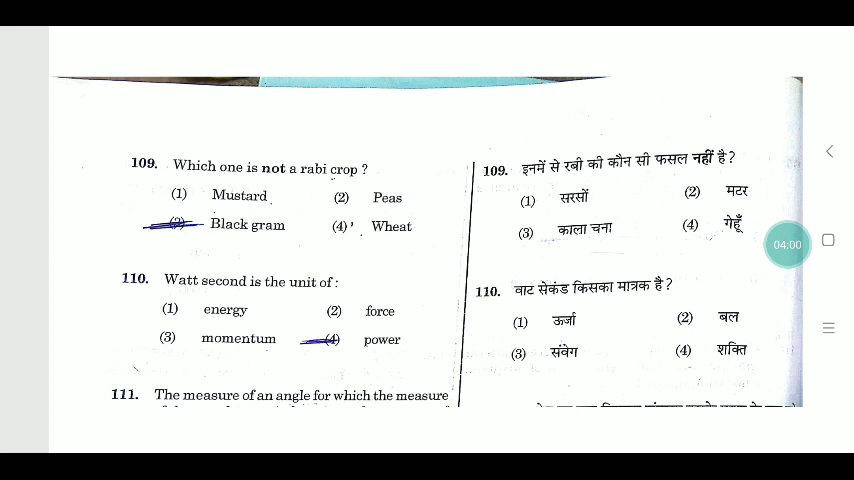 109. Which one is not a rabi crop ?
(1) Mustard (2) Peas
(3) Black gram (4) Wheat
110. Watt second is the unit of :
(1) energy (2) force
(3) momentum (4) power
111. The measure of an angle for which the measure
109. इनमें से रबी की कौन सी फसल नहीं है ?
(1) सरसों (2) मटर
(3) काला चना (4) गेहूँ
110. वाट सेकंड किसका मात्रक है ?
(1) ऊर्जा (2) बल
(3) संवेग (4) शक्ति
04:00